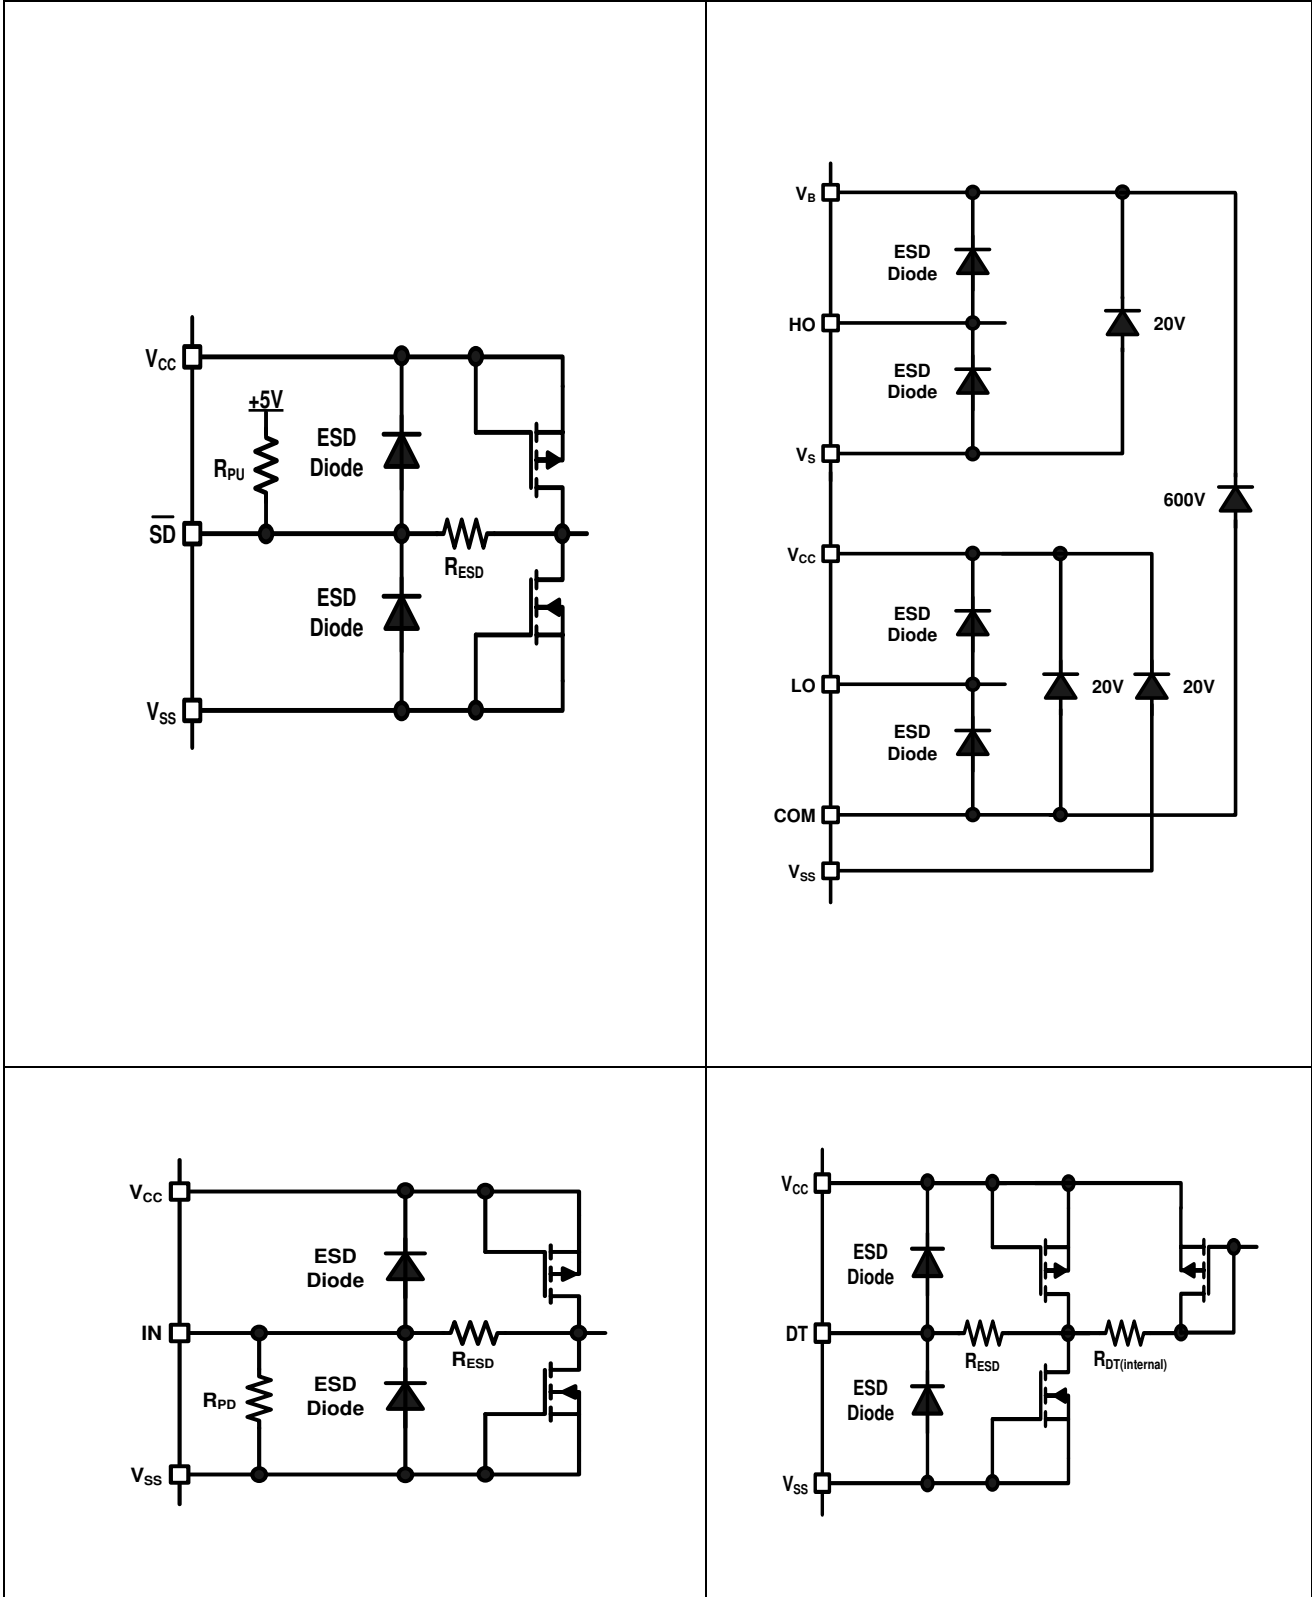 VCC
+5V
ESD
Diode
RPU
SD
RESD
ESD
Diode
VSS
VB
ESD
Diode
HO
20V
ESD
Diode
VS
600V
VCC
ESD
Diode
LO
20V
20V
ESD
Diode
COM
VSS
VCC
ESD
Diode
IN
RESD
RPD
ESD
Diode
VSS
VCC
ESD
Diode
DT
RESD
RDT(internal)
ESD
Diode
VSS